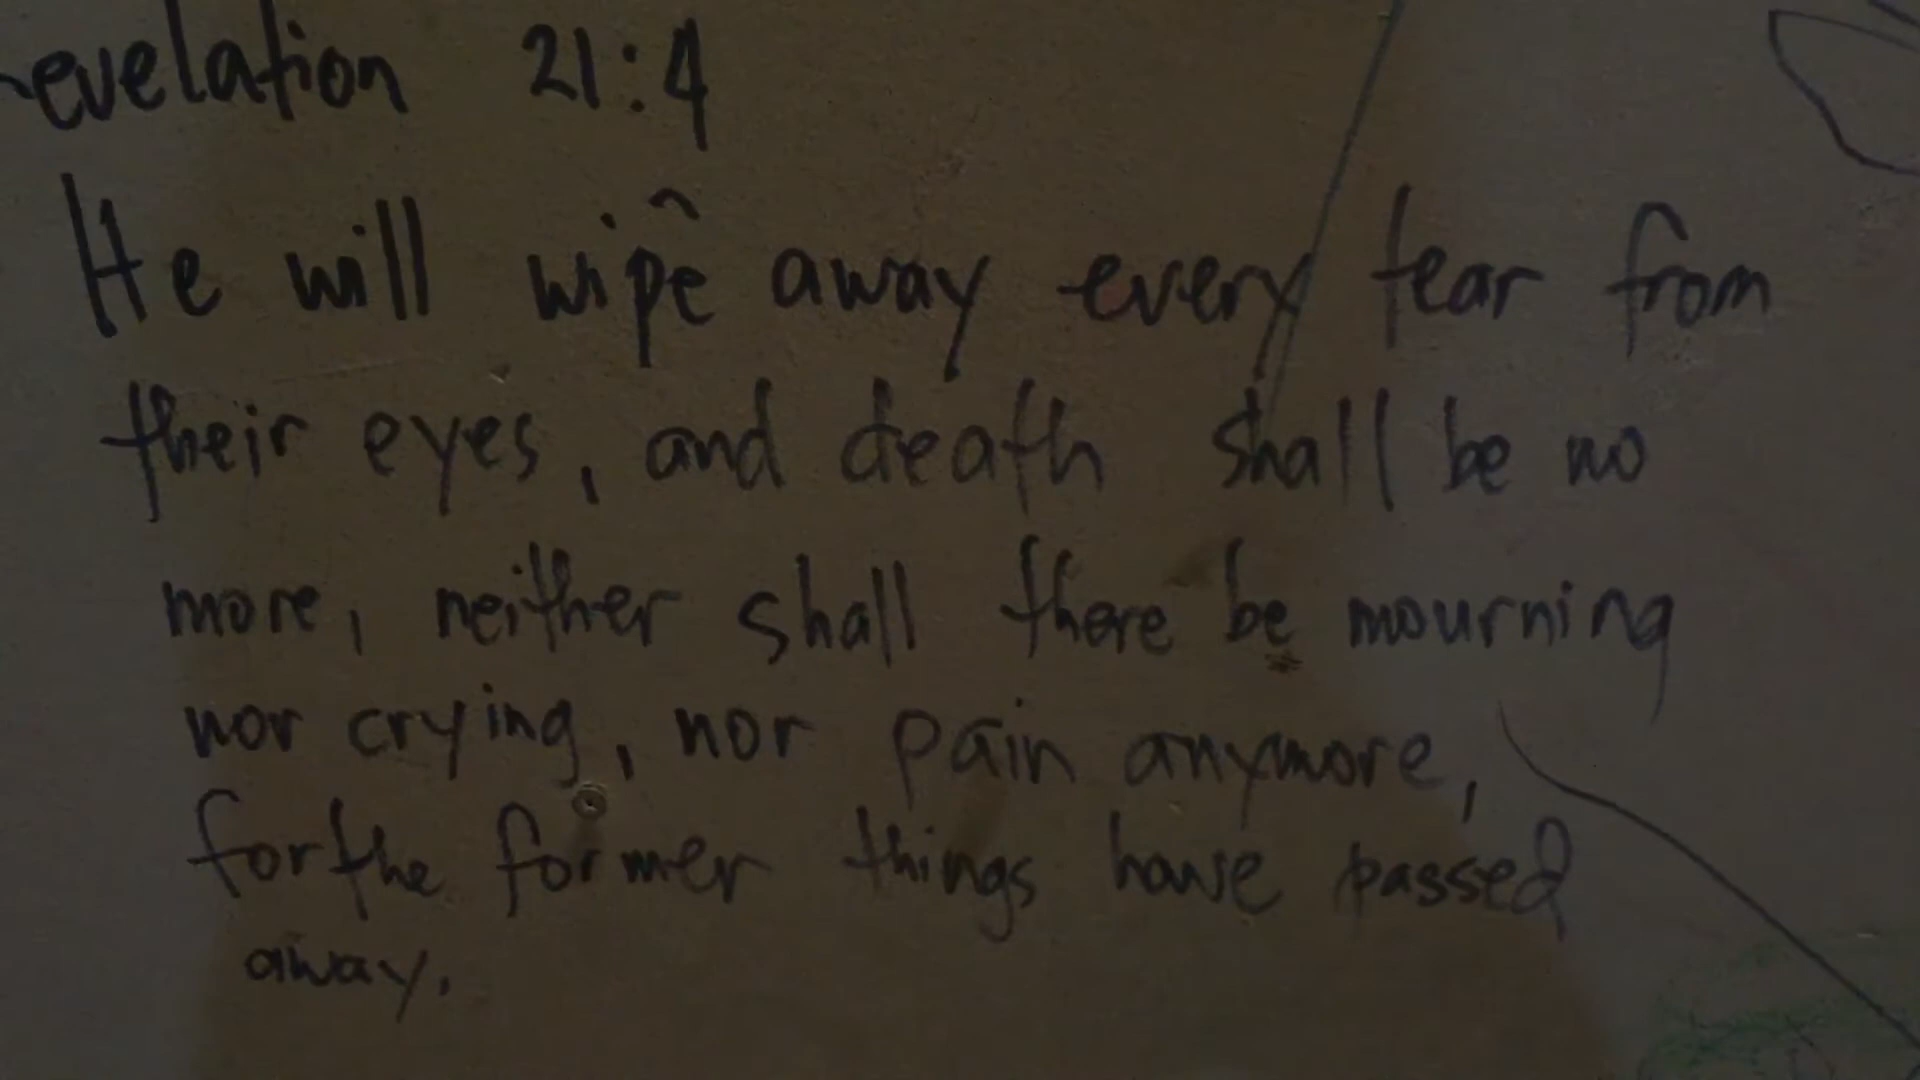 revelation 21:4
He will wipe away every tear from
their eyes, and death shall be no
more, neither shall there be mourning
nor crying, nor pain anymore,
for the former things have passed
away.